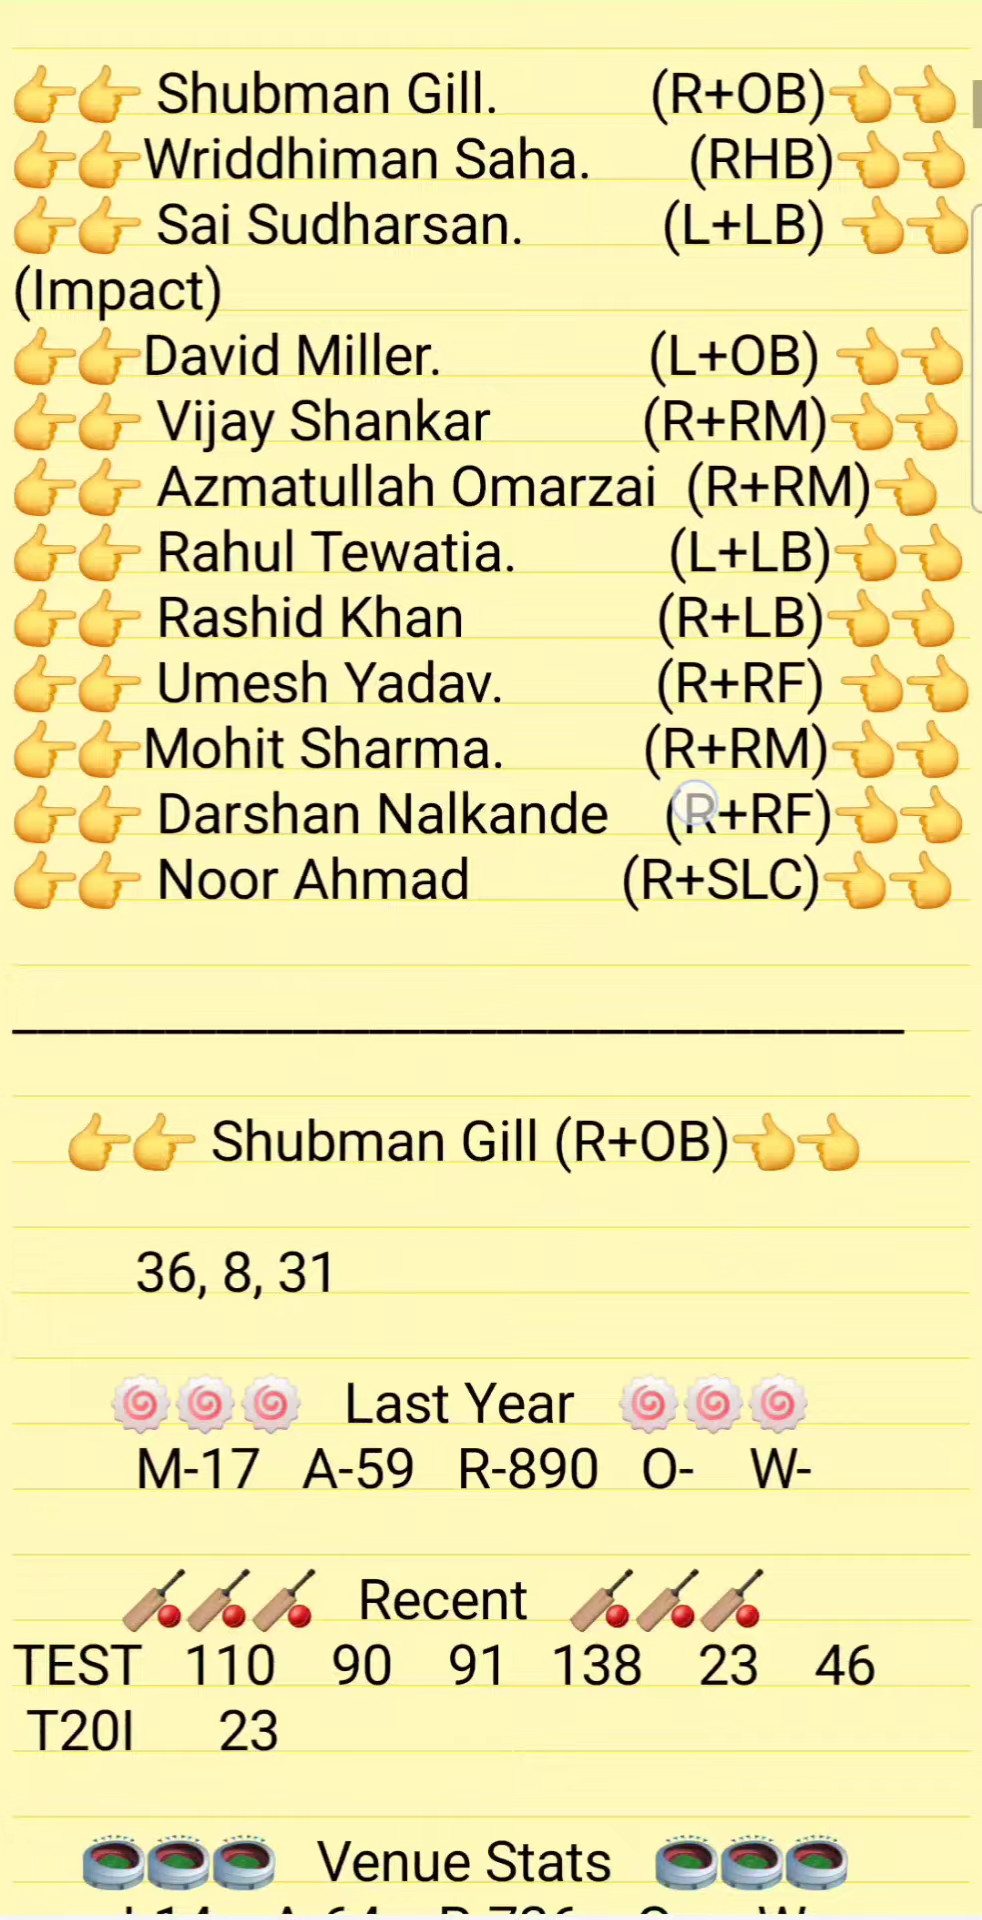 👉👉 Shubman Gill. (R+OB)👈👈
👉👉Wriddhiman Saha. (RHB)👈👈
👉👉 Sai Sudharsan. (L+LB) 👈👈
(Impact)
👉👉David Miller. (L+OB) 👈👈
👉👉 Vijay Shankar (R+RM)👈👈
👉👉 Azmatullah Omarzai (R+RM)👈
👉👉 Rahul Tewatia. (L+LB)👈👈
👉👉 Rashid Khan (R+LB)👈👈
👉👉 Umesh Yadav. (R+RF) 👈👈
👉👉Mohit Sharma. (R+RM)👈👈
👉👉 Darshan Nalkande (R+RF)👈👈
👉👉 Noor Ahmad (R+SLC)👈👈
___________________________________
👉👉 Shubman Gill (R+OB)👈👈
36, 8, 31
🍥🍥🍥 Last Year 🍥🍥🍥
M-17 A-59 R-890 O- W-
🏏🏏🏏 Recent 🏏🏏🏏
TEST 110 90 91 138 23 46
T20I 23
🏟️🏟️🏟️ Venue Stats 🏟️🏟️🏟️